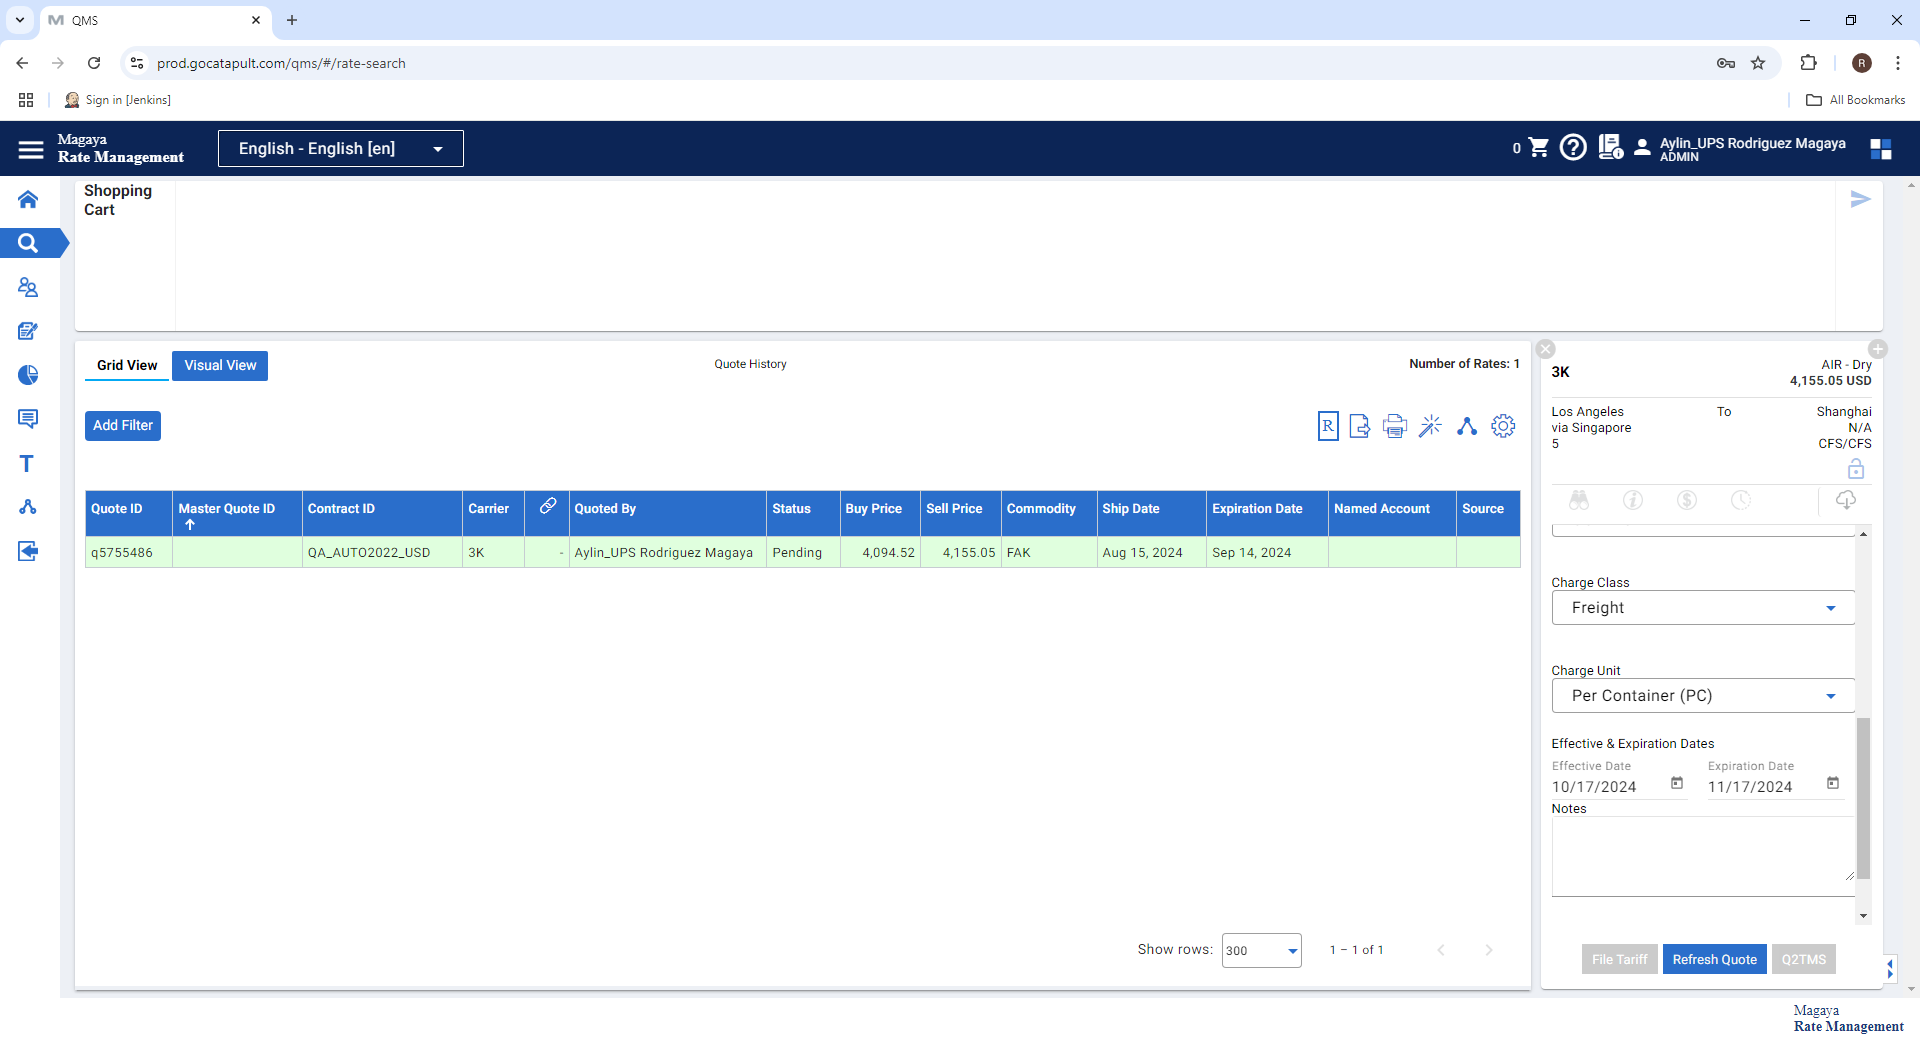 QMS
prod.gocatapult.com/qms/#/rate-search
R
Sign in [Jenkins]
All Bookmarks
Magaya
Rate Management
English - English [en]
0
Aylin_UPS Rodriguez Magaya
ADMIN
Shopping
Cart
Grid View
Visual View
Quote History
Number of Rates: 1
Add Filter
R
Quote ID
Master Quote ID
Contract ID
Carrier
Quoted By
Status
Buy Price
Sell Price
Commodity
Ship Date
Expiration Date
Named Account
Source
q5755486
QA_AUTO2022_USD
3K
-
Aylin_UPS Rodriguez Magaya
Pending
4,094.52
4,155.05
FAK
Aug 15, 2024
Sep 14, 2024
Show rows:
300
1 – 1 of 1
3K
AIR - Dry
4,155.05 USD
Los Angeles
To
Shanghai
via Singapore
N/A
5
CFS/CFS
Charge Class
Freight
Charge Unit
Per Container (PC)
Effective & Expiration Dates
Effective Date
Expiration Date
10/17/2024
11/17/2024
Notes
File Tariff
Refresh Quote
Q2TMS
Magaya
Rate Management